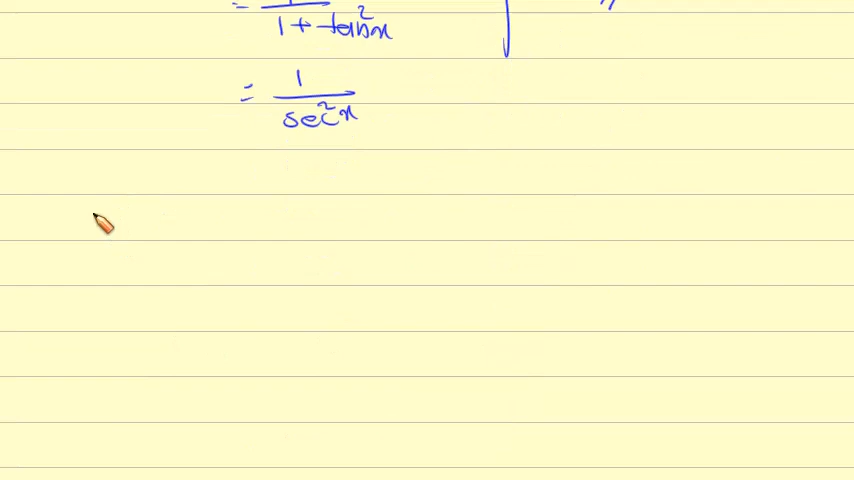 = 1/(1 + tan²x)
= 1/(sec²x)